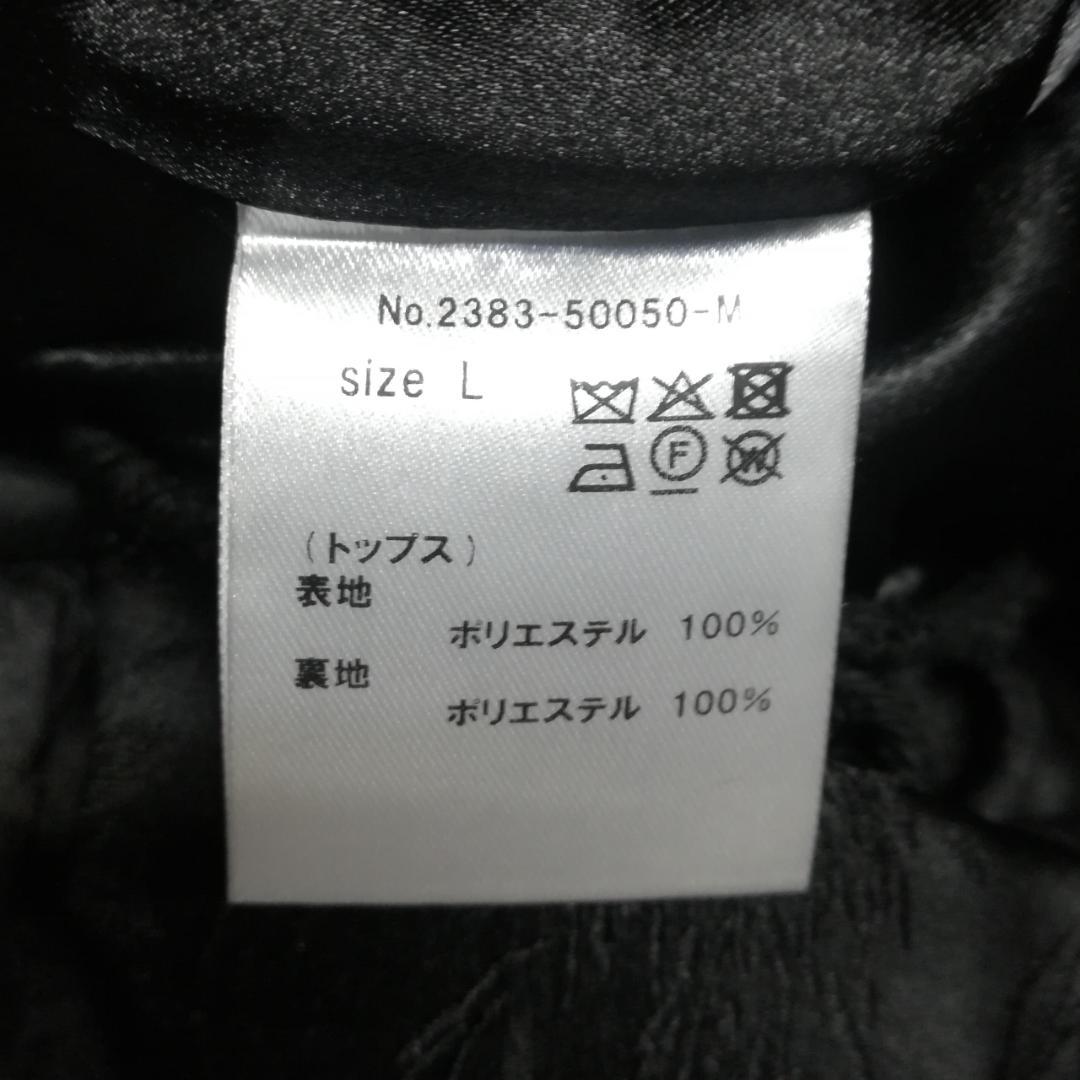 No.2383-50050-M
size L
F
W
(トップス)
表地
ポリエステル 100%
裏地
ポリエステル 100%